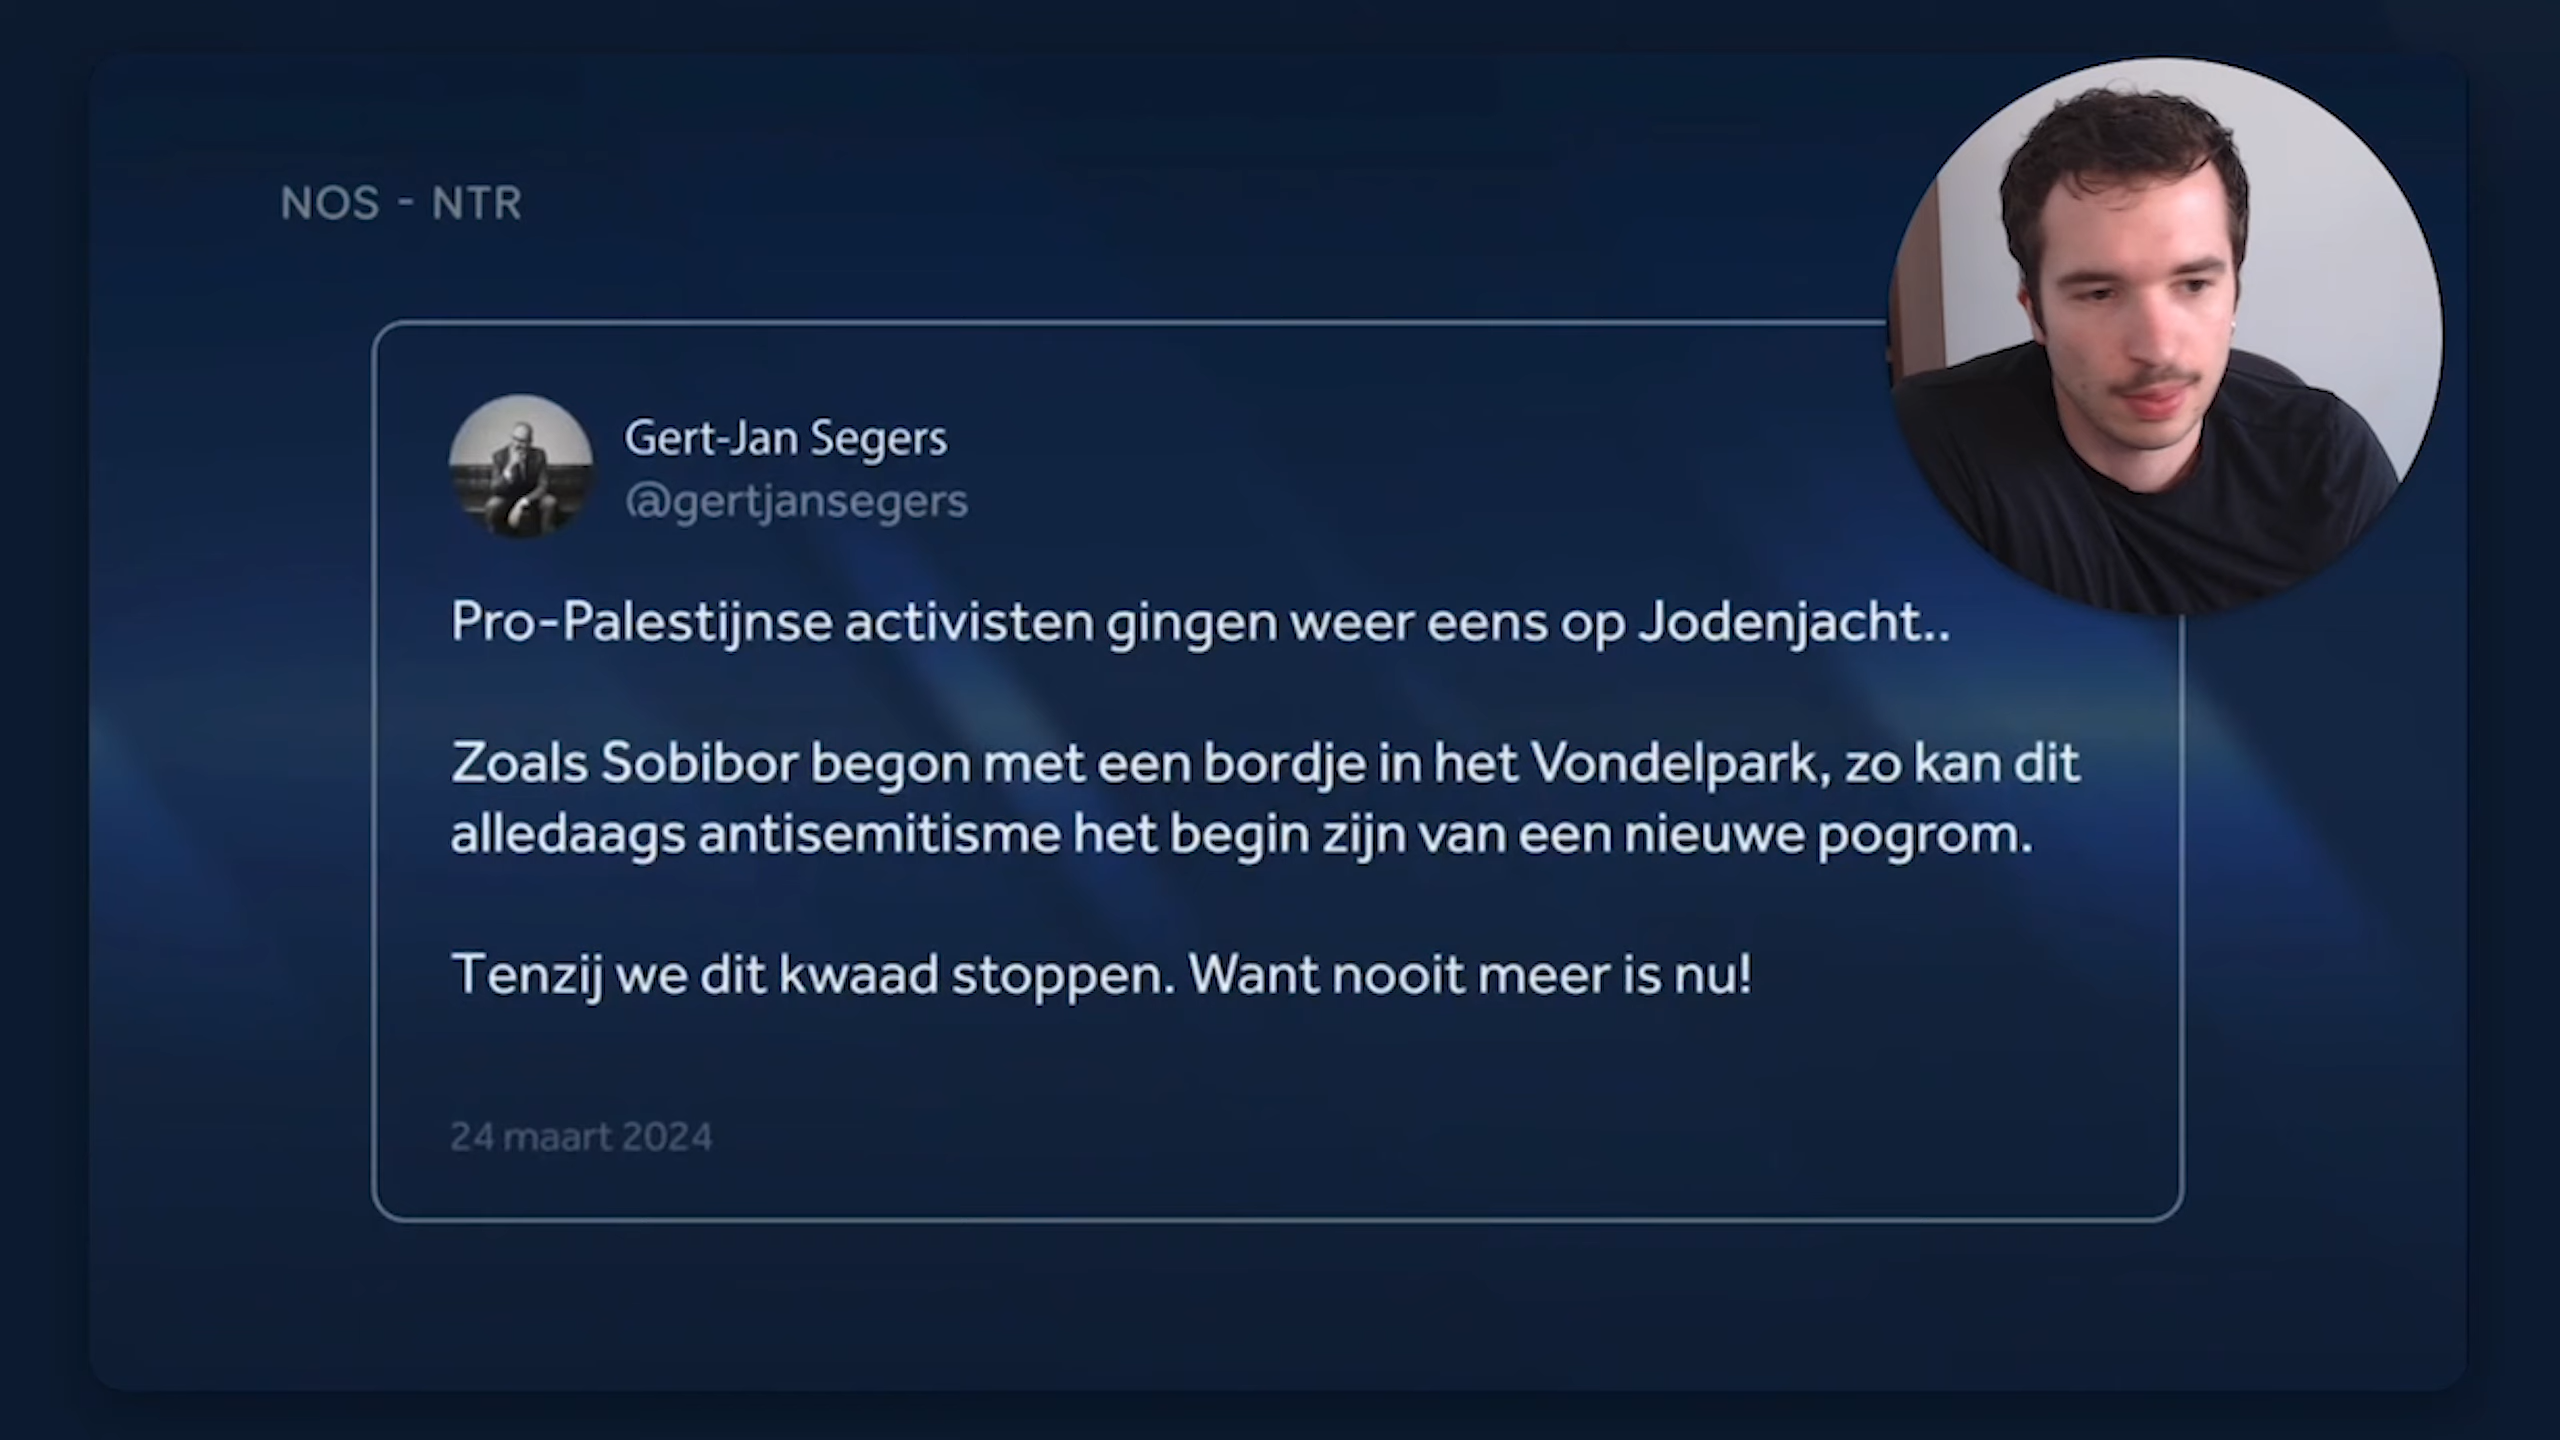 NOS - NTR
Gert-Jan Segers
@gertjansegers
Pro-Palestijnse activisten gingen weer eens op Jodenjacht..
Zoals Sobibor begon met een bordje in het Vondelpark, zo kan dit
alledaags antisemitisme het begin zijn van een nieuwe pogrom.
Tenzij we dit kwaad stoppen. Want nooit meer is nu!
24 maart 2024